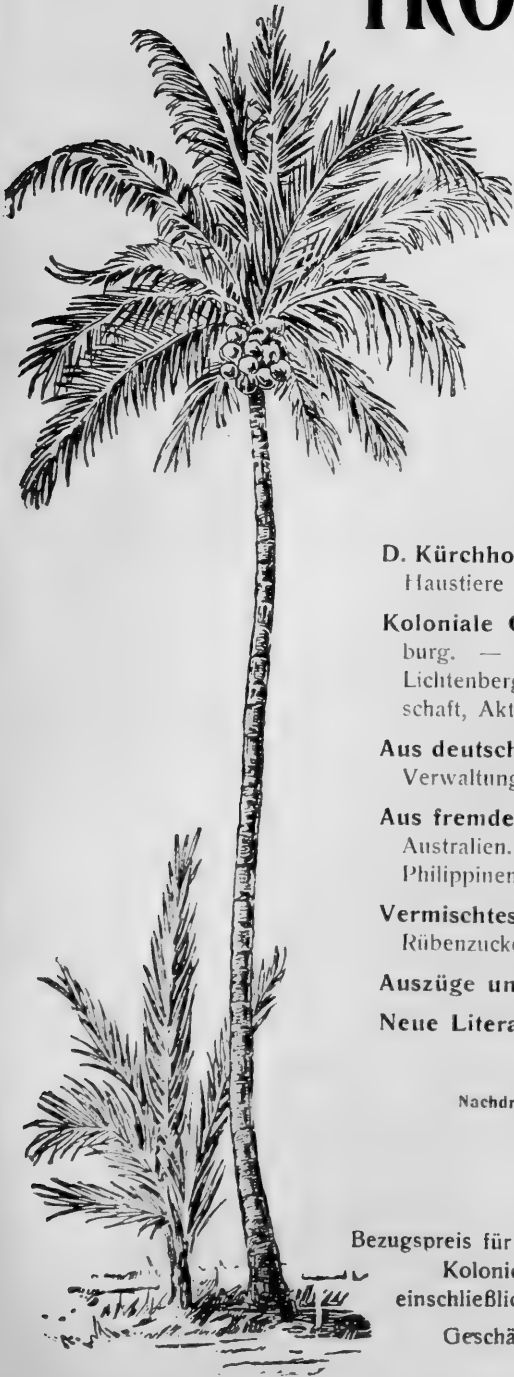 D. Kürchho
Haustiere
Koloniale
burg. —
Lichtenberg
schaft, Akt
Aus deutsch
Verwaltung
Aus fremde
Australien.
Philippinen
Vermischtes
Rübenzucke
Auszüge un
Neue Litera
Nachdr
Bezugspreis für
Kolonie
einschließlic
Geschä